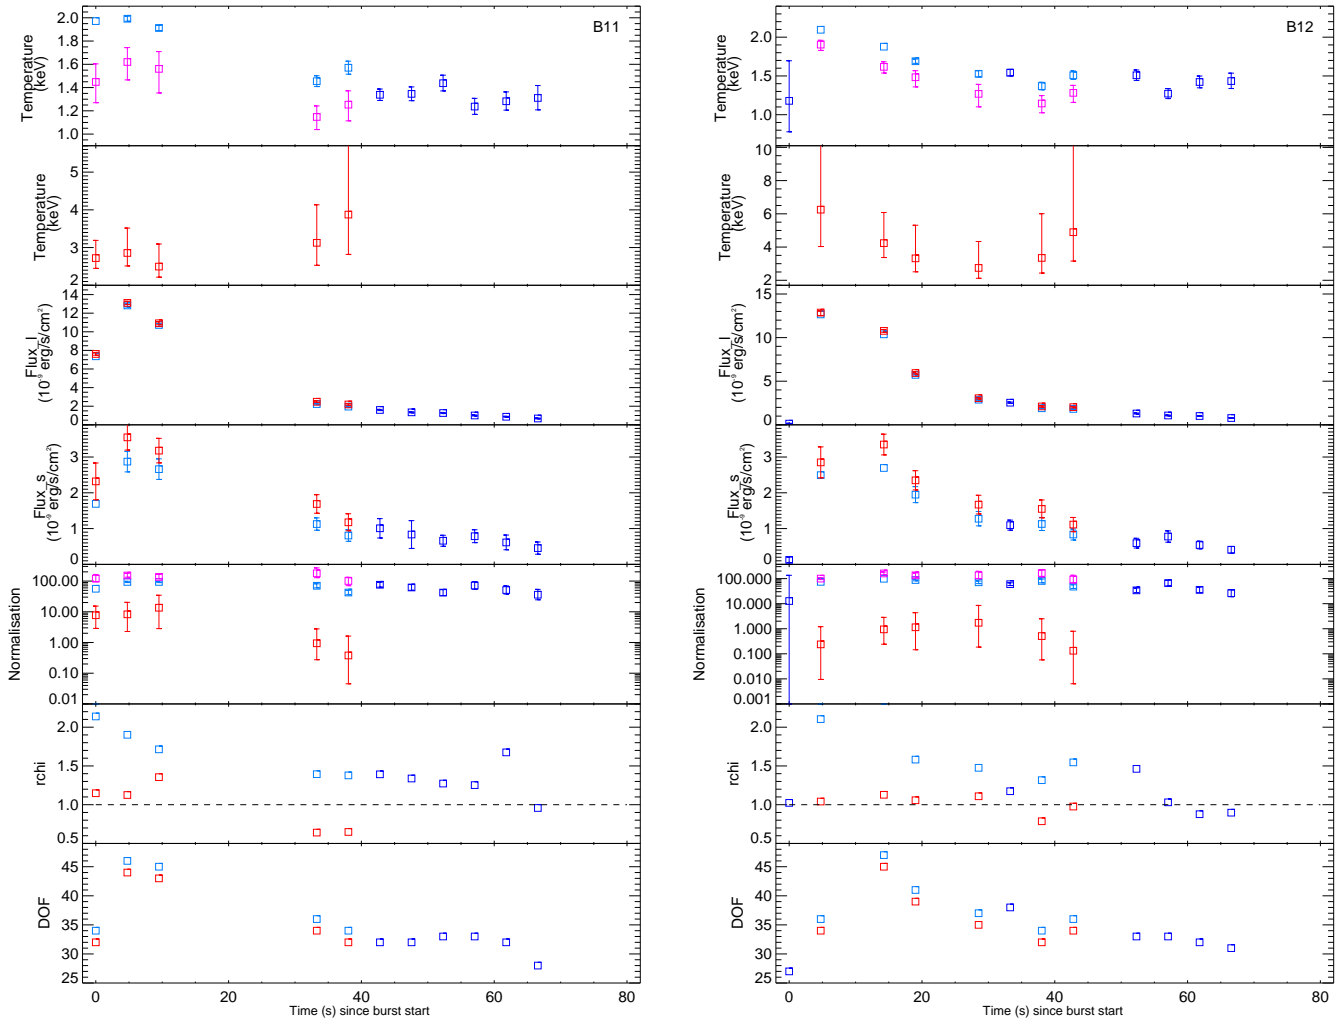 B11
Temperature
(keV)
2.0
1.8
1.6
1.4
1.2
1.0
Temperature
(keV)
5
4
3
2
Flux_l
(10⁻⁹ erg/s/cm²)
14
12
10
8
6
4
2
0
Flux_s
(10⁻⁹ erg/s/cm²)
3
2
1
0
Normalisation
100.00
10.00
1.00
0.10
0.01
rchi
2.0
1.5
1.0
0.5
DOF
45
40
35
30
25
0 20 40 60 80
Time (s) since burst start
B12
Temperature
(keV)
2.0
1.5
1.0
Temperature
(keV)
10
8
6
4
2
Flux_l
(10⁻⁹ erg/s/cm²)
15
10
5
0
Flux_s
(10⁻⁹ erg/s/cm²)
3
2
1
0
Normalisation
100.000
10.000
1.000
0.100
0.010
0.001
rchi
2.0
1.5
1.0
0.5
DOF
45
40
35
30
25
0 20 40 60 80
Time (s) since burst start